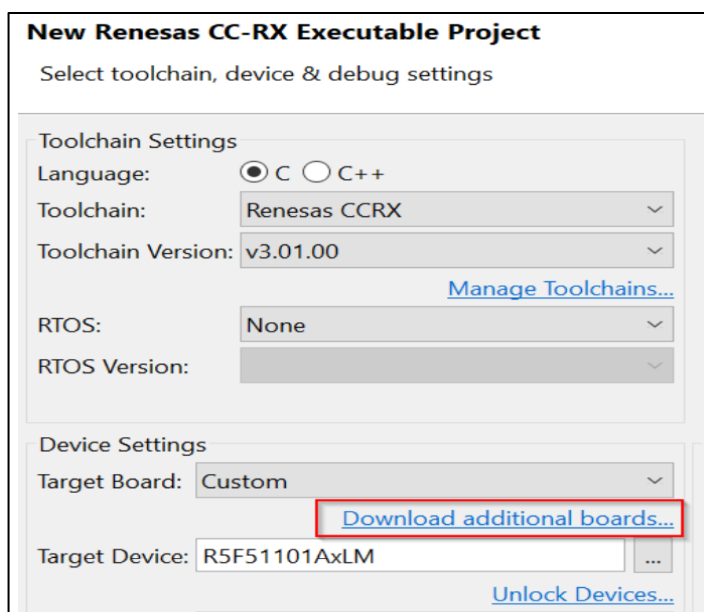 New Renesas CC-RX Executable Project
Select toolchain, device & debug settings
Toolchain Settings
Language: C C++
Toolchain: Renesas CCRX
Toolchain Version: v3.01.00
Manage Toolchains...
RTOS: None
RTOS Version:
Device Settings
Target Board: Custom
Download additional boards...
Target Device: R5F51101AxLM ...
Unlock Devices...